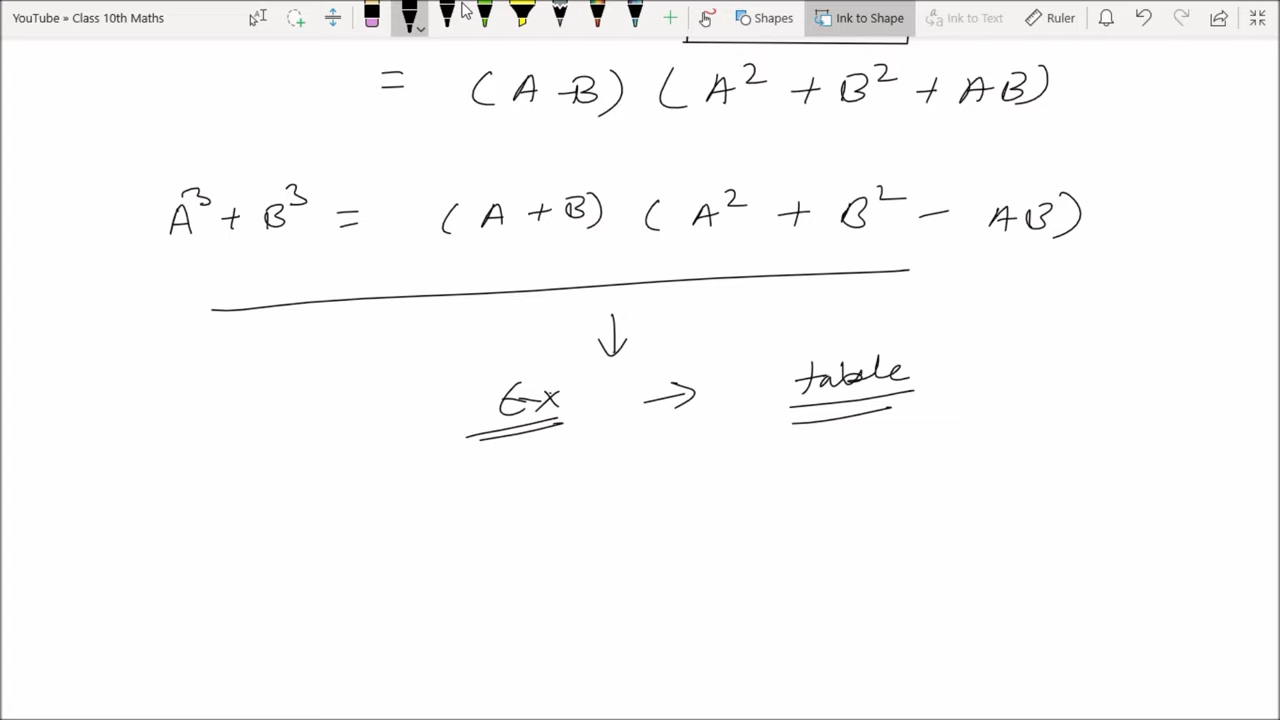 YouTube » Class 10th Maths Shapes Ink to Shape Ink to Text Ruler
= (A - B) (A² + B² + AB)
A³ + B³ = (A + B) (A² + B² - AB)
↓
Ex → table